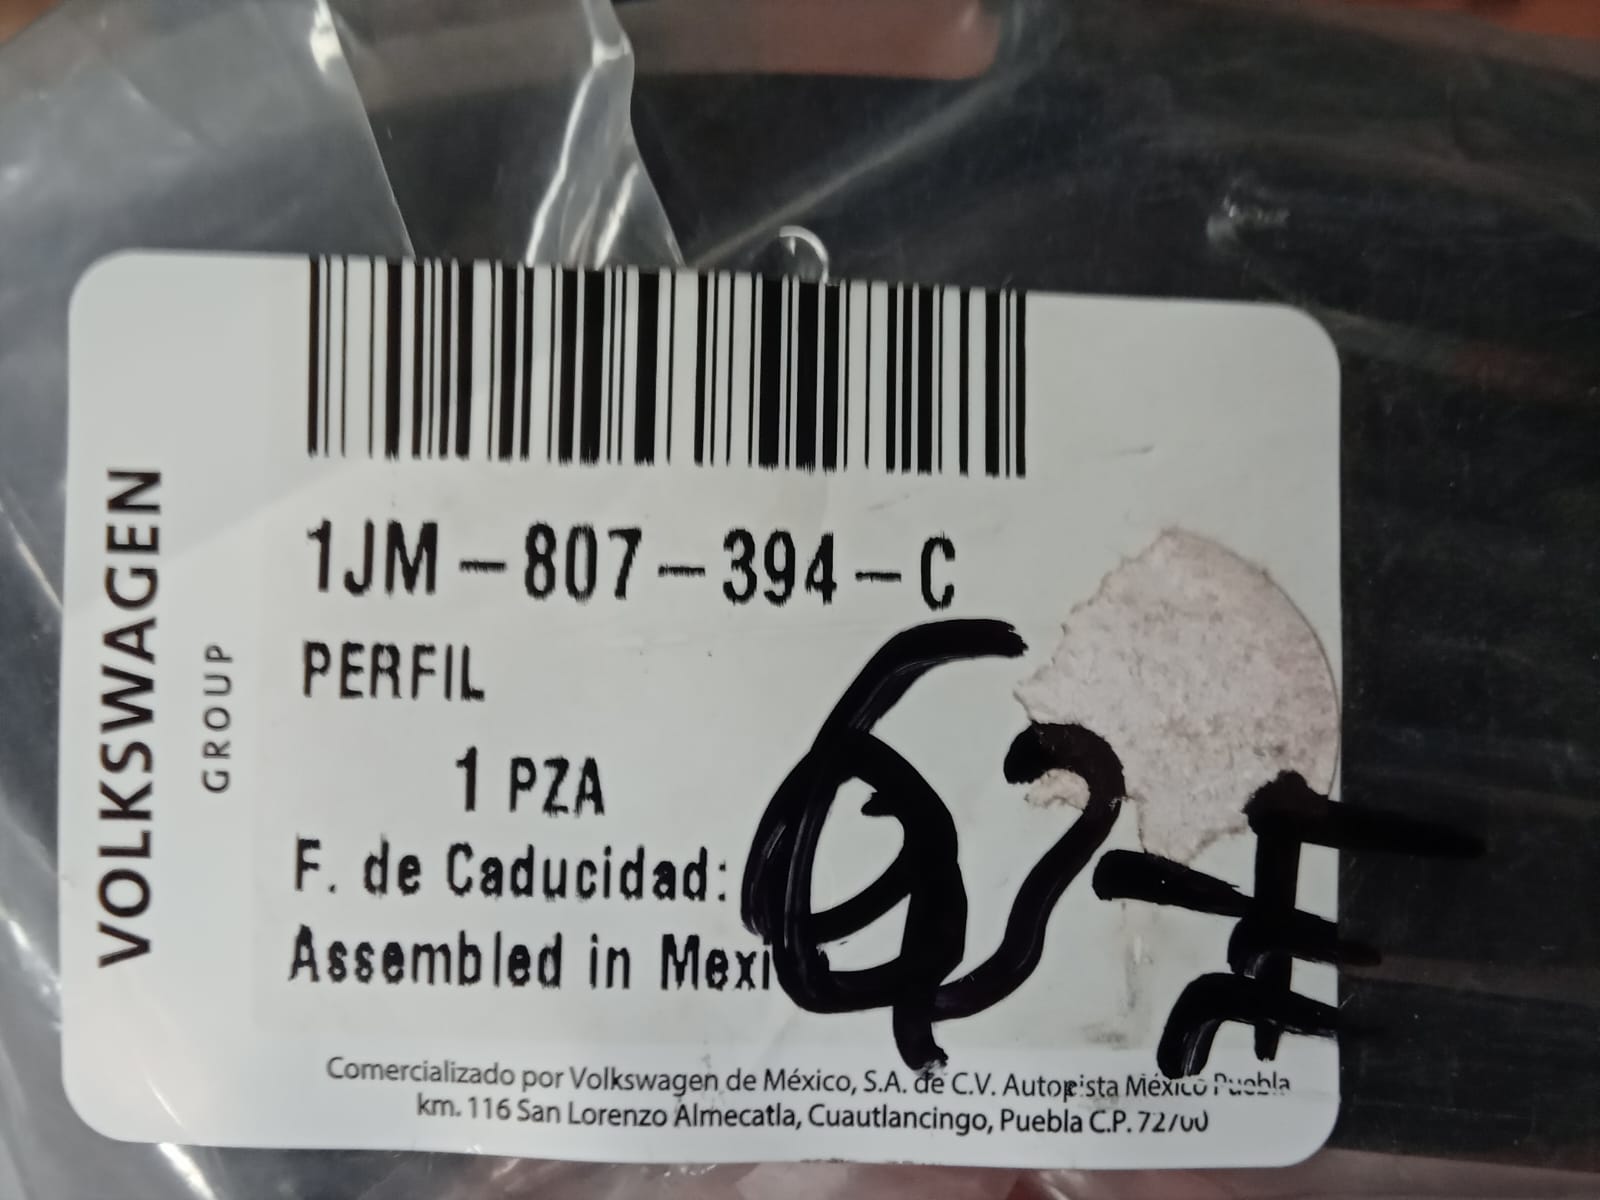 VOLKSWAGEN
GROUP
1JM-807-394-C
PERFIL
1 PZA
F. de Caducidad:
Assembled in Mexi
Comercializado por Volkswagen de México, S.A. de C.V. Autopista México Puebla
km. 116 San Lorenzo Almecatla, Cuautlancingo, Puebla C.P. 72700